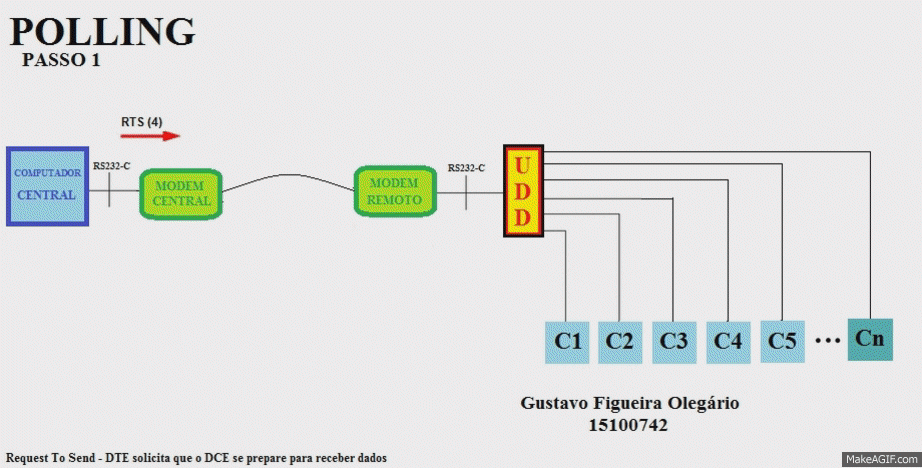 POLLING
PASSO 1
RTS (4)
COMPUTADOR
CENTRAL
RS232-C
MODEM
CENTRAL
MODEM
REMOTO
RS232-C
U
D
D
C1 C2 C3 C4 C5 ... Cn
Gustavo Figueira Olegário
15100742
Request To Send - DTE solicita que o DCE se prepare para receber dados
MakeAGIF.com